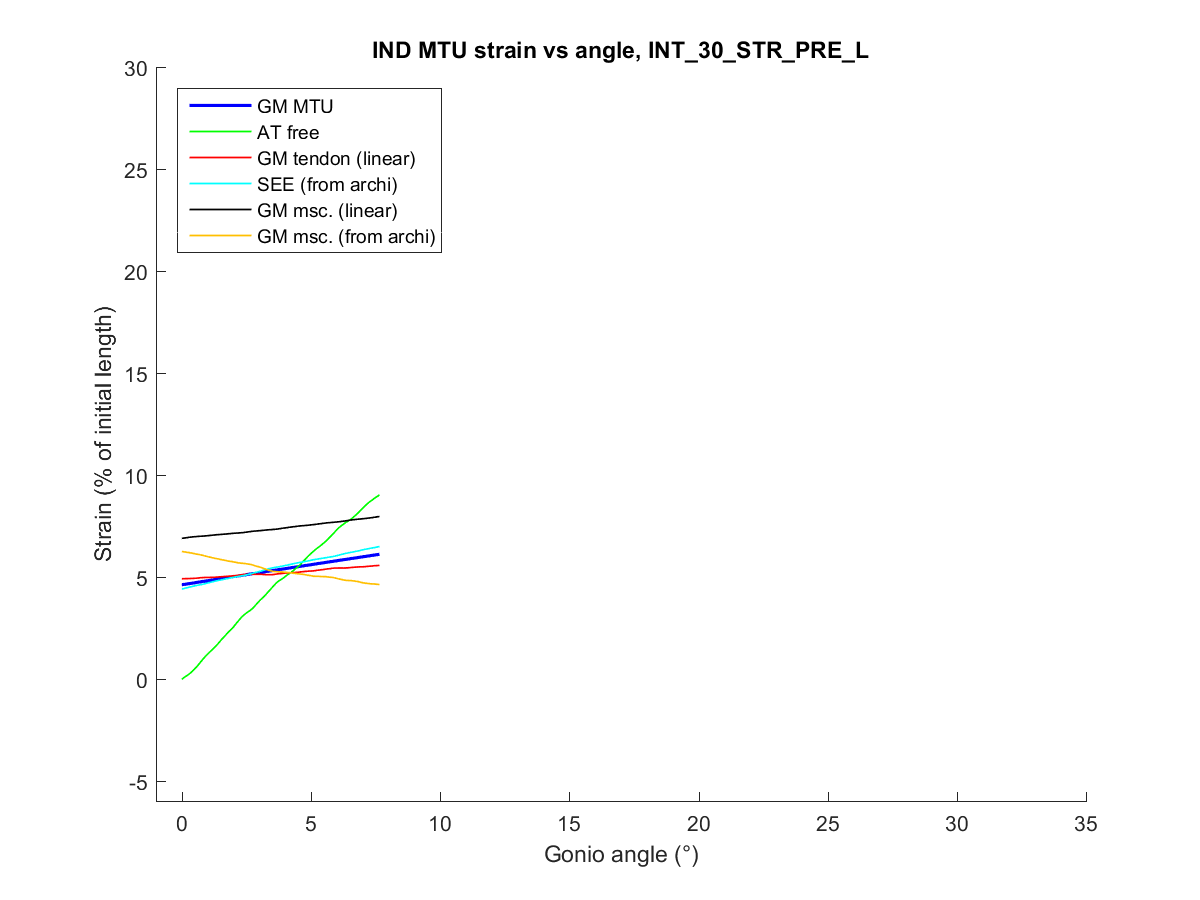 IND MTU strain vs angle, INT_30_STR_PRE_L
30
25
20
15
10
5
0
-5
Strain (% of initial length)
GM MTU
AT free
GM tendon (linear)
SEE (from archi)
GM msc. (linear)
GM msc. (from archi)
0 5 10 15 20 25 30 35
Gonio angle (°)